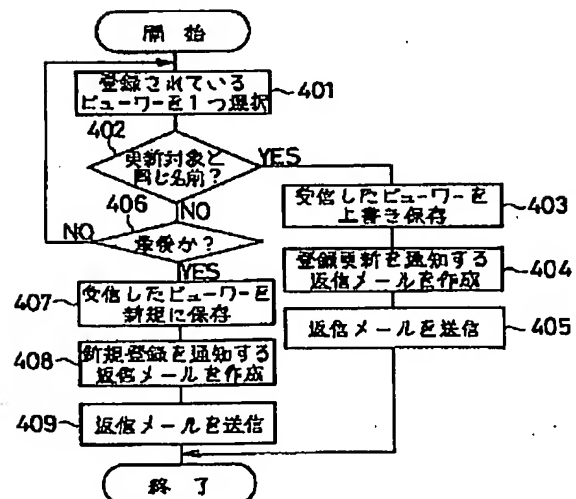 開始
登録されている
ビューワーを1つ選択
401
402
更新対象と
同じ名前?
YES
NO
406
最後か?
NO
YES
受信したビューワーを
上書き保存
403
登録更新を通知する
返信メールを作成
404
返信メールを送信
405
407
受信したビューワーを
新規に保存
408
新規登録を通知する
返信メールを作成
409
返信メールを送信
終了